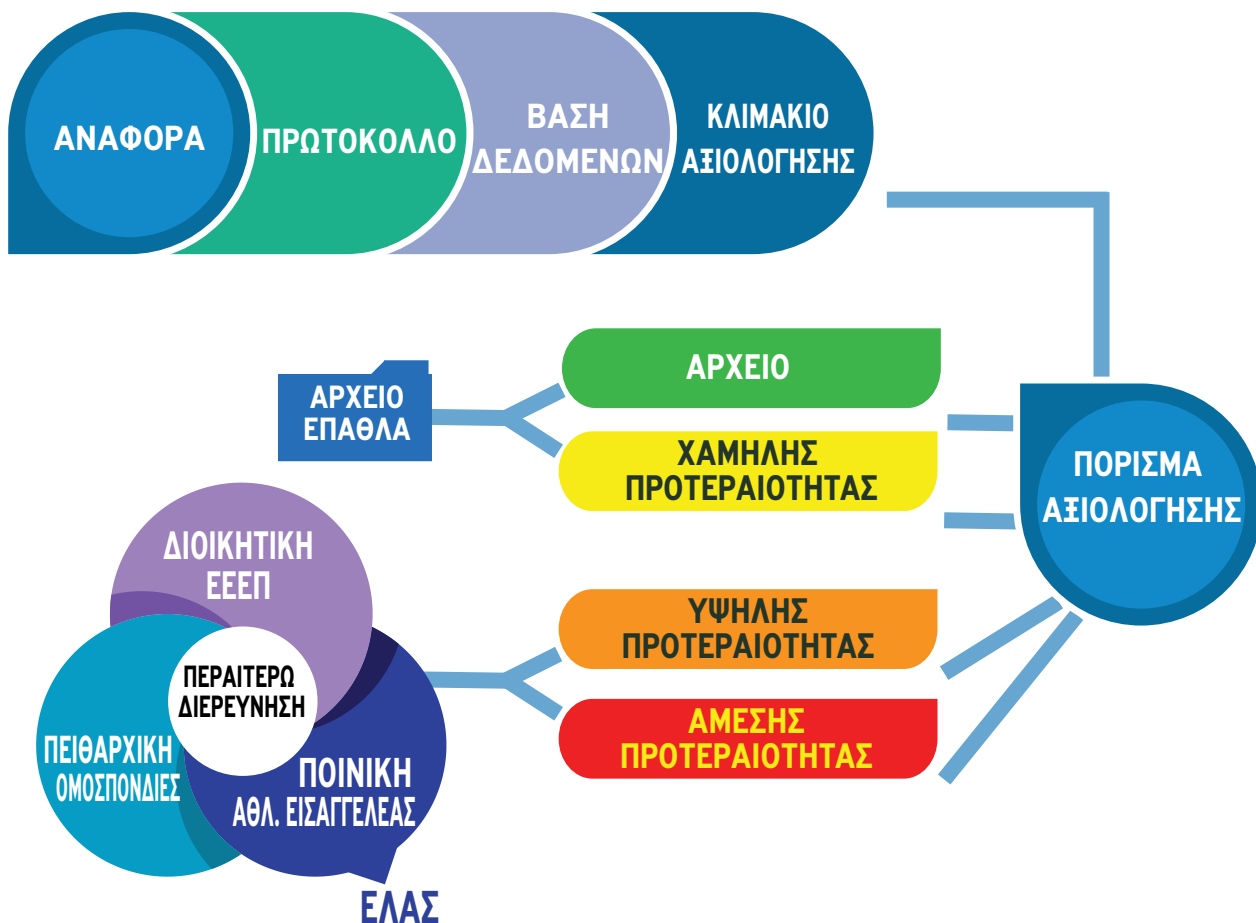 ΑΝΑΦΟΡΑ
ΠΡΩΤΟΚΟΛΛΟ
ΒΑΣΗ
ΔΕΔΟΜΕΝΩΝ
ΚΛΙΜΑΚΙΟ
ΑΞΙΟΛΟΓΗΣΗΣ
ΠΟΡΙΣΜΑ
ΑΞΙΟΛΟΓΗΣΗΣ
ΑΡΧΕΙΟ
ΧΑΜΗΛΗΣ
ΠΡΟΤΕΡΑΙΟΤΗΤΑΣ
ΑΡΧΕΙΟ
ΕΠΑΘΛΑ
ΥΨΗΛΗΣ
ΠΡΟΤΕΡΑΙΟΤΗΤΑΣ
ΑΜΕΣΗΣ
ΠΡΟΤΕΡΑΙΟΤΗΤΑΣ
ΔΙΟΙΚΗΤΙΚΗ
ΕΕΕΠ
ΠΕΡΑΙΤΕΡΩ
ΔΙΕΡΕΥΝΗΣΗ
ΠΕΙΘΑΡΧΙΚΗ
ΟΜΟΣΠΟΝΔΙΕΣ
ΠΟΙΝΙΚΗ
ΑΘΛ. ΕΙΣΑΓΓΕΛΕΑΣ
ΕΛΑΣ